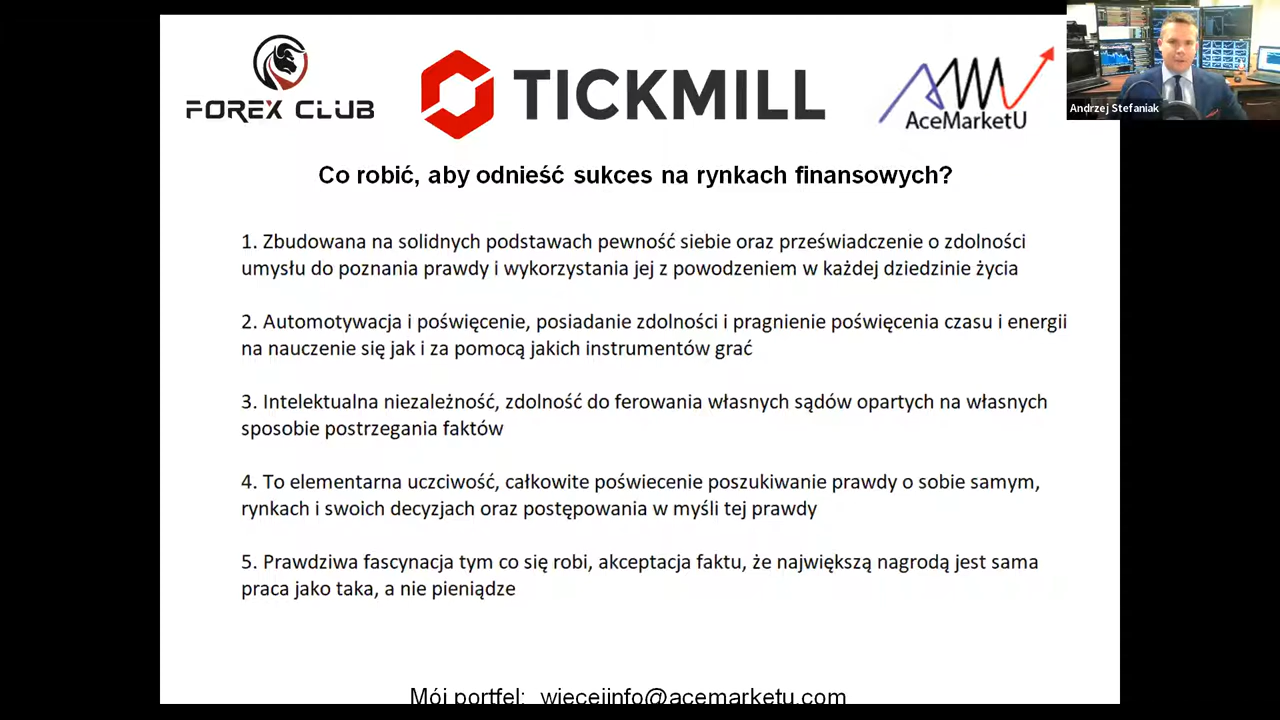 FOREX CLUB
TICKMILL
AceMarketU
Andrzej Stefaniak
Co robić, aby odnieść sukces na rynkach finansowych?
1. Zbudowana na solidnych podstawach pewność siebie oraz przeświadczenie o zdolności
umysłu do poznania prawdy i wykorzystania jej z powodzeniem w każdej dziedzinie życia
2. Automotywacja i poświęcenie, posiadanie zdolności i pragnienie poświęcenia czasu i energii
na nauczenie się jak i za pomocą jakich instrumentów grać
3. Intelektualna niezależność, zdolność do ferowania własnych sądów opartych na własnych
sposobie postrzegania faktów
4. To elementarna uczciwość, całkowite poświecenie poszukiwanie prawdy o sobie samym,
rynkach i swoich decyzjach oraz postępowania w myśli tej prawdy
5. Prawdziwa fascynacja tym co się robi, akceptacja faktu, że największą nagrodą jest sama
praca jako taka, a nie pieniądze
Mój portfel: wiecejinfo@acemarketu.com